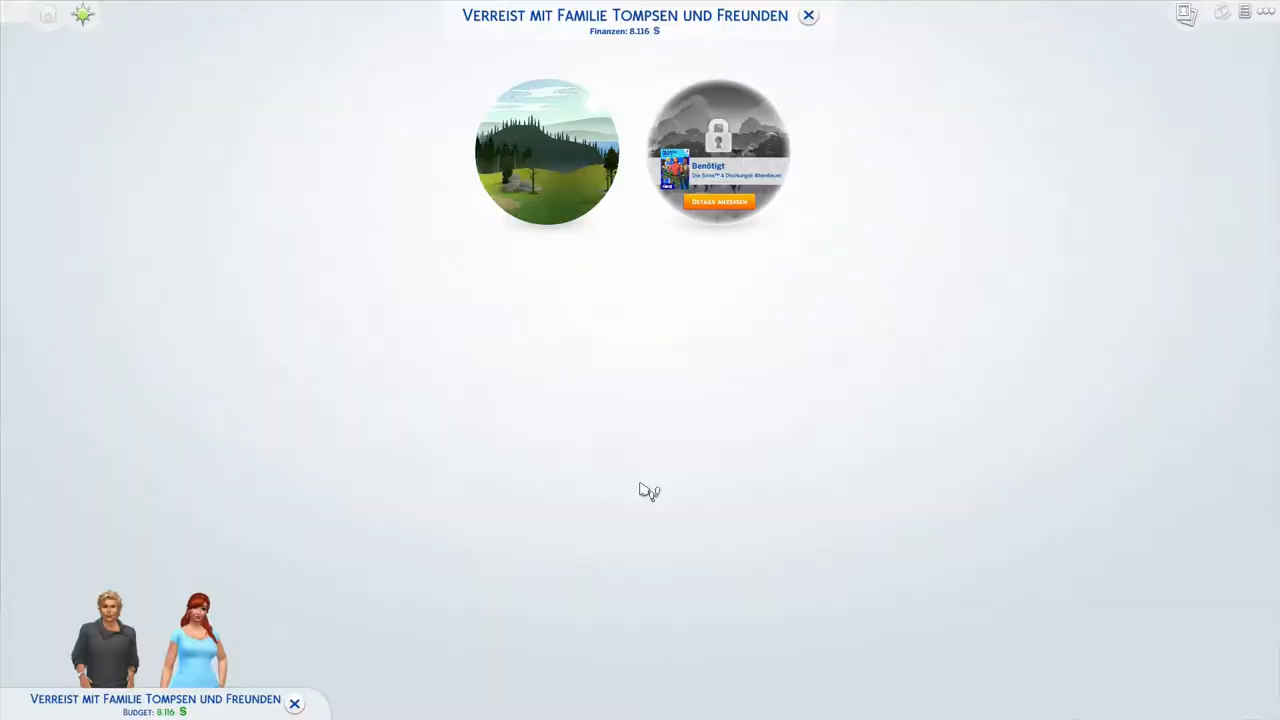 Verreist mit Familie Tompsen und Freunden
Finanzen: 8.116 §
Benötigt
Die Sims™ 4 Dschungel-Abenteuer
Details anzeigen
Verreist mit Familie Tompsen und Freunden
Budget: 8.116 §